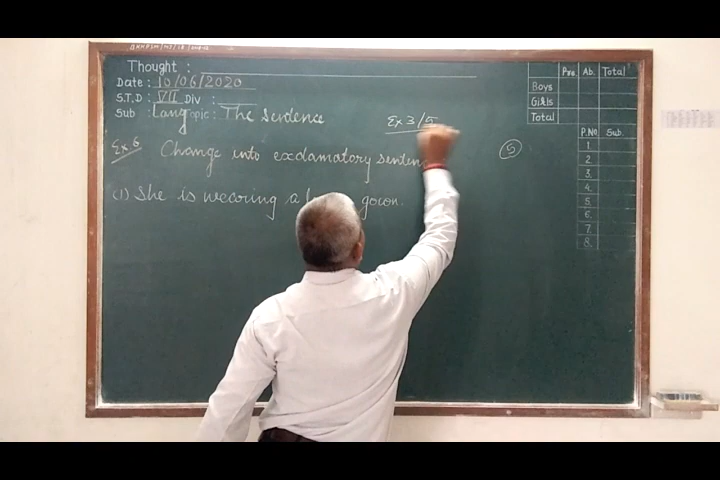 Thought :
Date : 10/06/2020
S.T.D : VII Div :
Sub : Lang Topic : The Sentence
Ex 3/5
Ex 6 Change into exclamatory
5
(1) She is wearing a gown.
Pre. Ab. Total
Boys
Girls
Total
P.No. Sub.
1.
2.
3.
4.
5.
6.
7.
8.